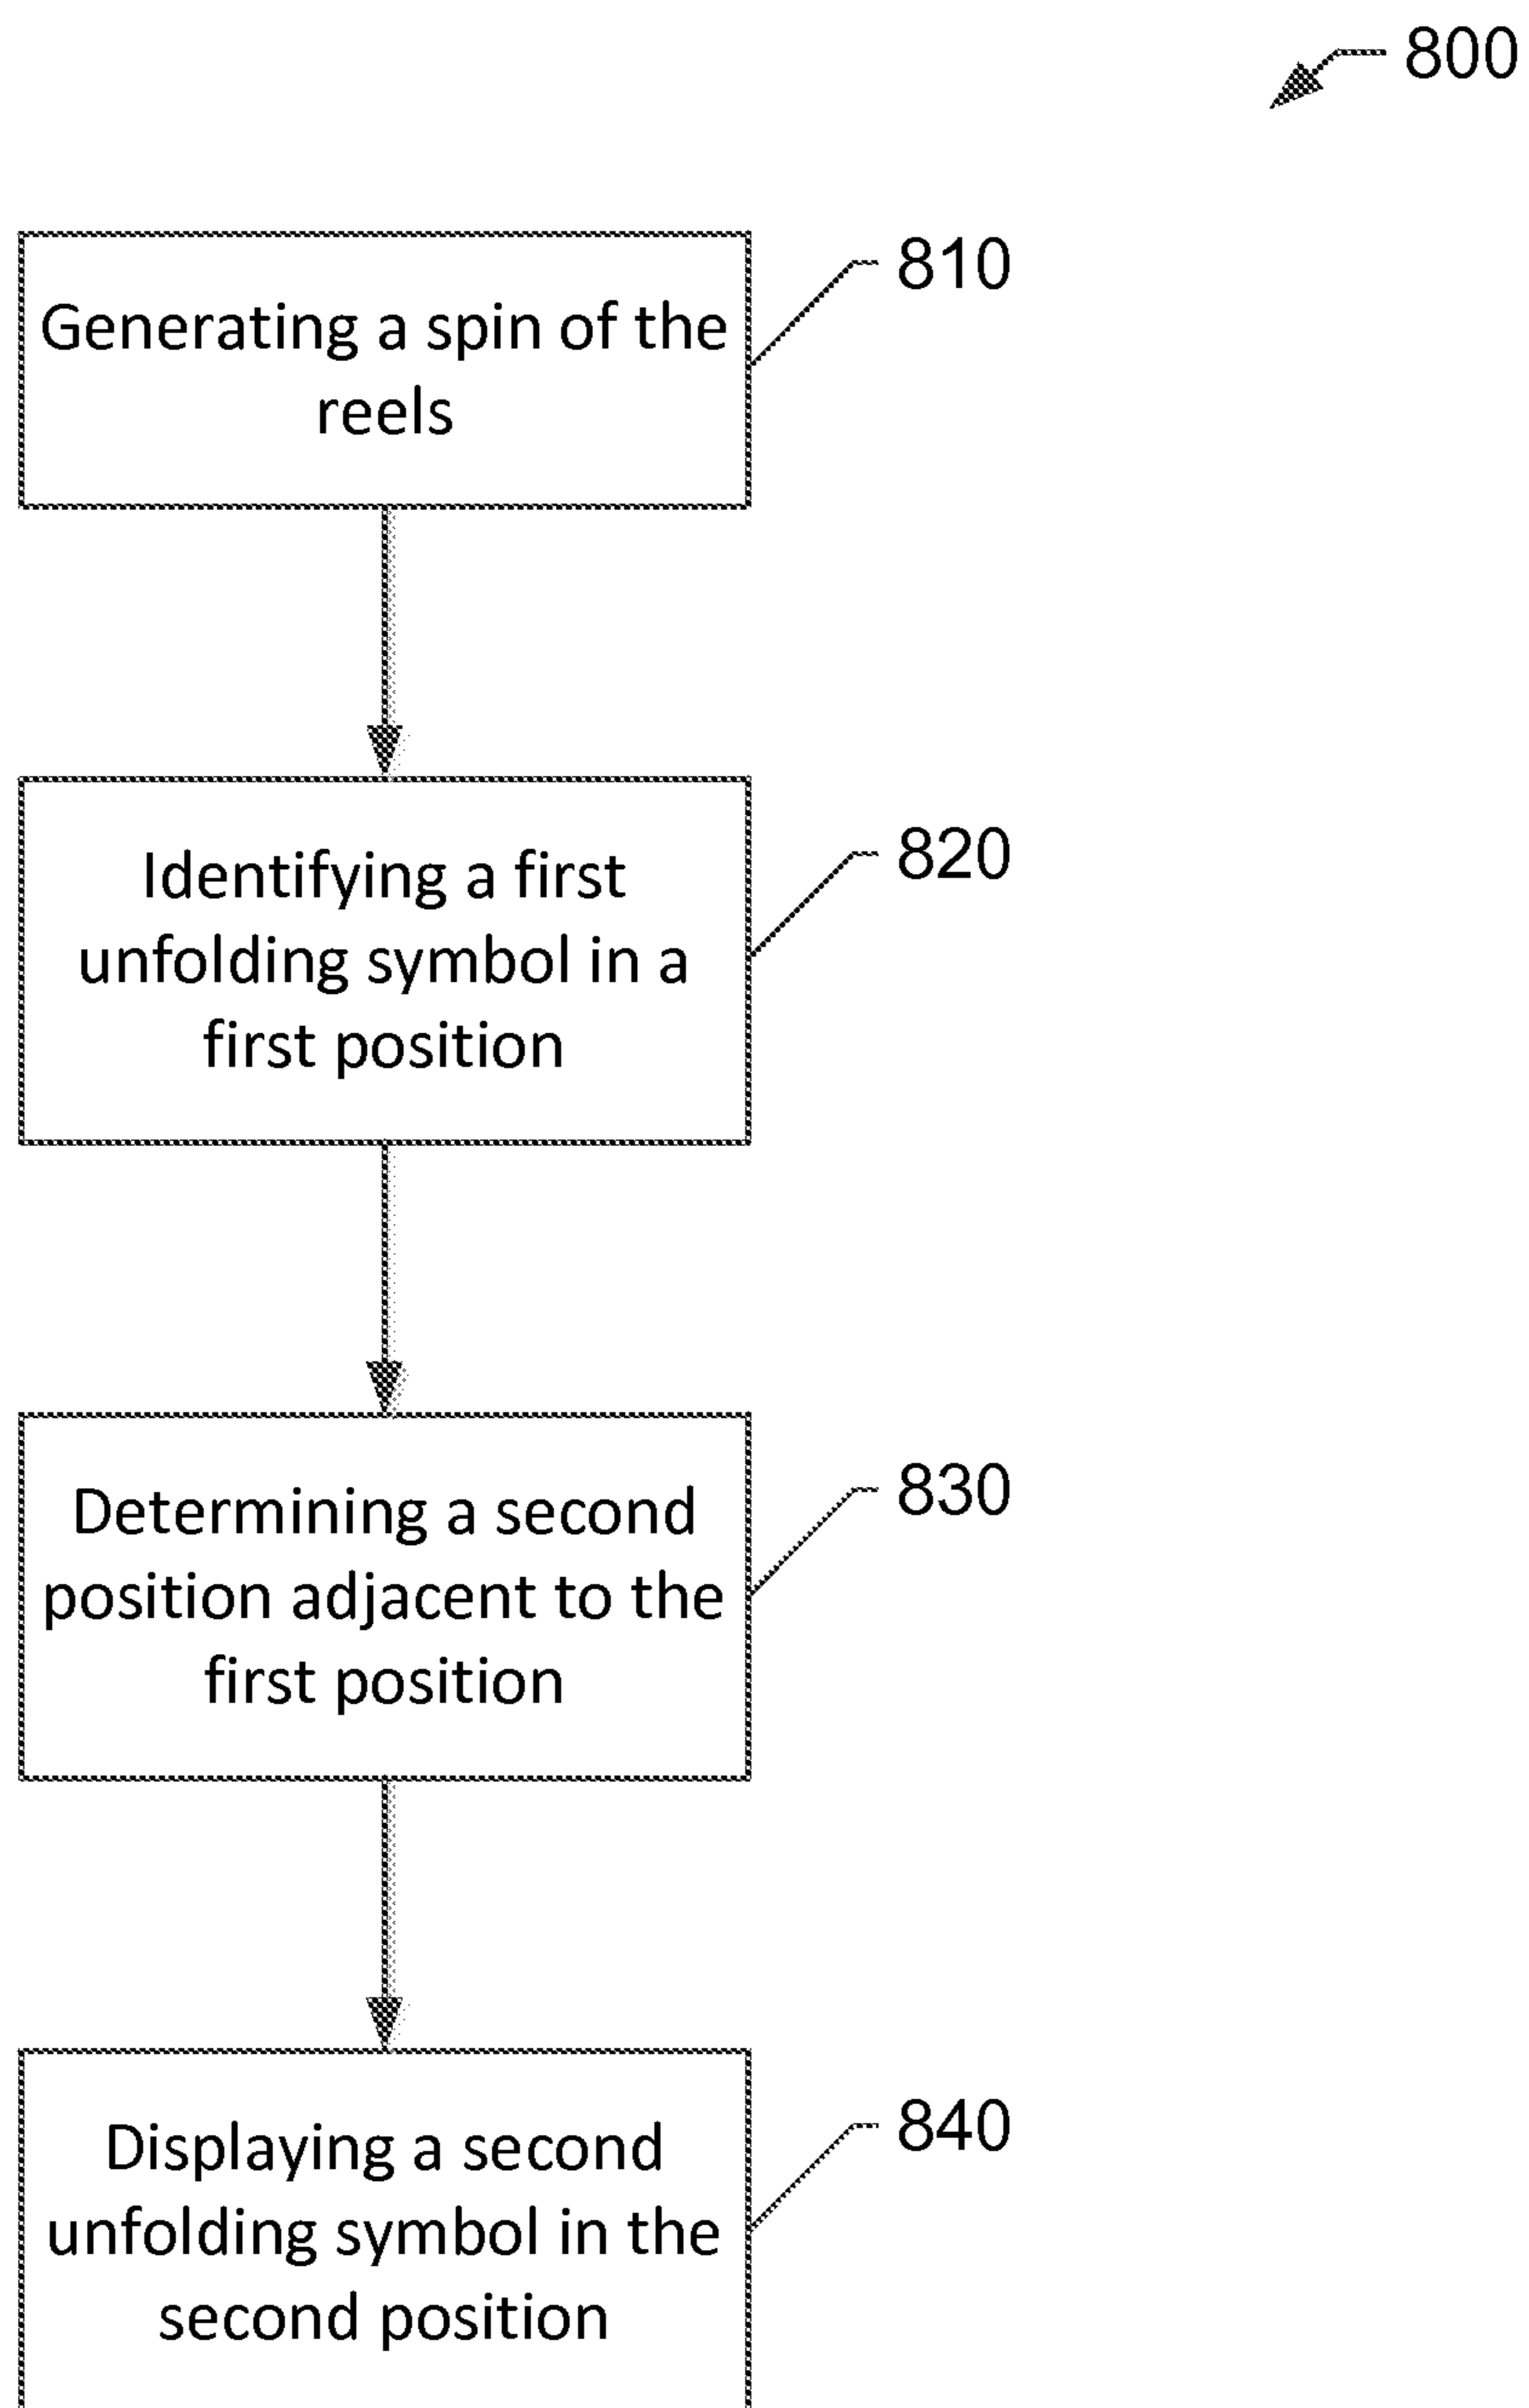 800
810
Generating a spin of the
reels
820
Identifying a first
unfolding symbol in a
first position
830
Determining a second
position adjacent to the
first position
840
Displaying a second
unfolding symbol in the
second position